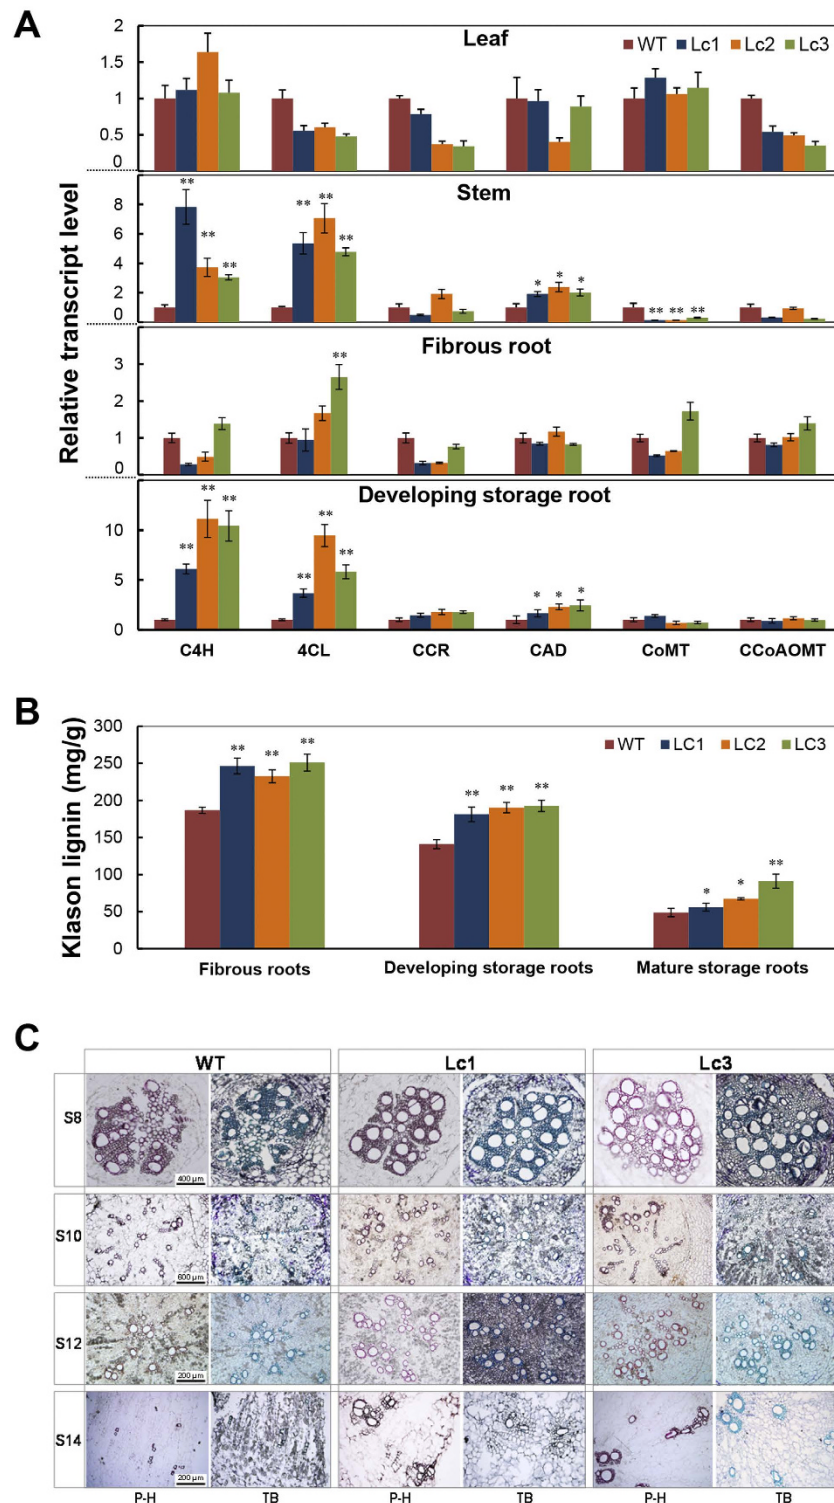 A
Leaf
WT Lc1 Lc2 Lc3
2
1
1
0.5
0
Relative transcript level
Stem
8
6
4
2
0
** ** ** ** ** ** * * * ** ** **
Fibrous root
3
2
1
0
**
Developing storage root
10
5
0
** ** ** ** ** ** * * *
C4H 4CL CCR CAD CoMT CCoAOMT
B
Klason lignin (mg/g)
300
250
200
150
100
50
0
WT LC1 LC2 LC3
** ** ** ** ** ** * * **
Fibrous roots Developing storage roots Mature storage roots
C
WT Lc1 Lc3
S8
400 µm
S10
600 µm
S12
200 µm
S14
200 µm
P-H TB P-H TB P-H TB